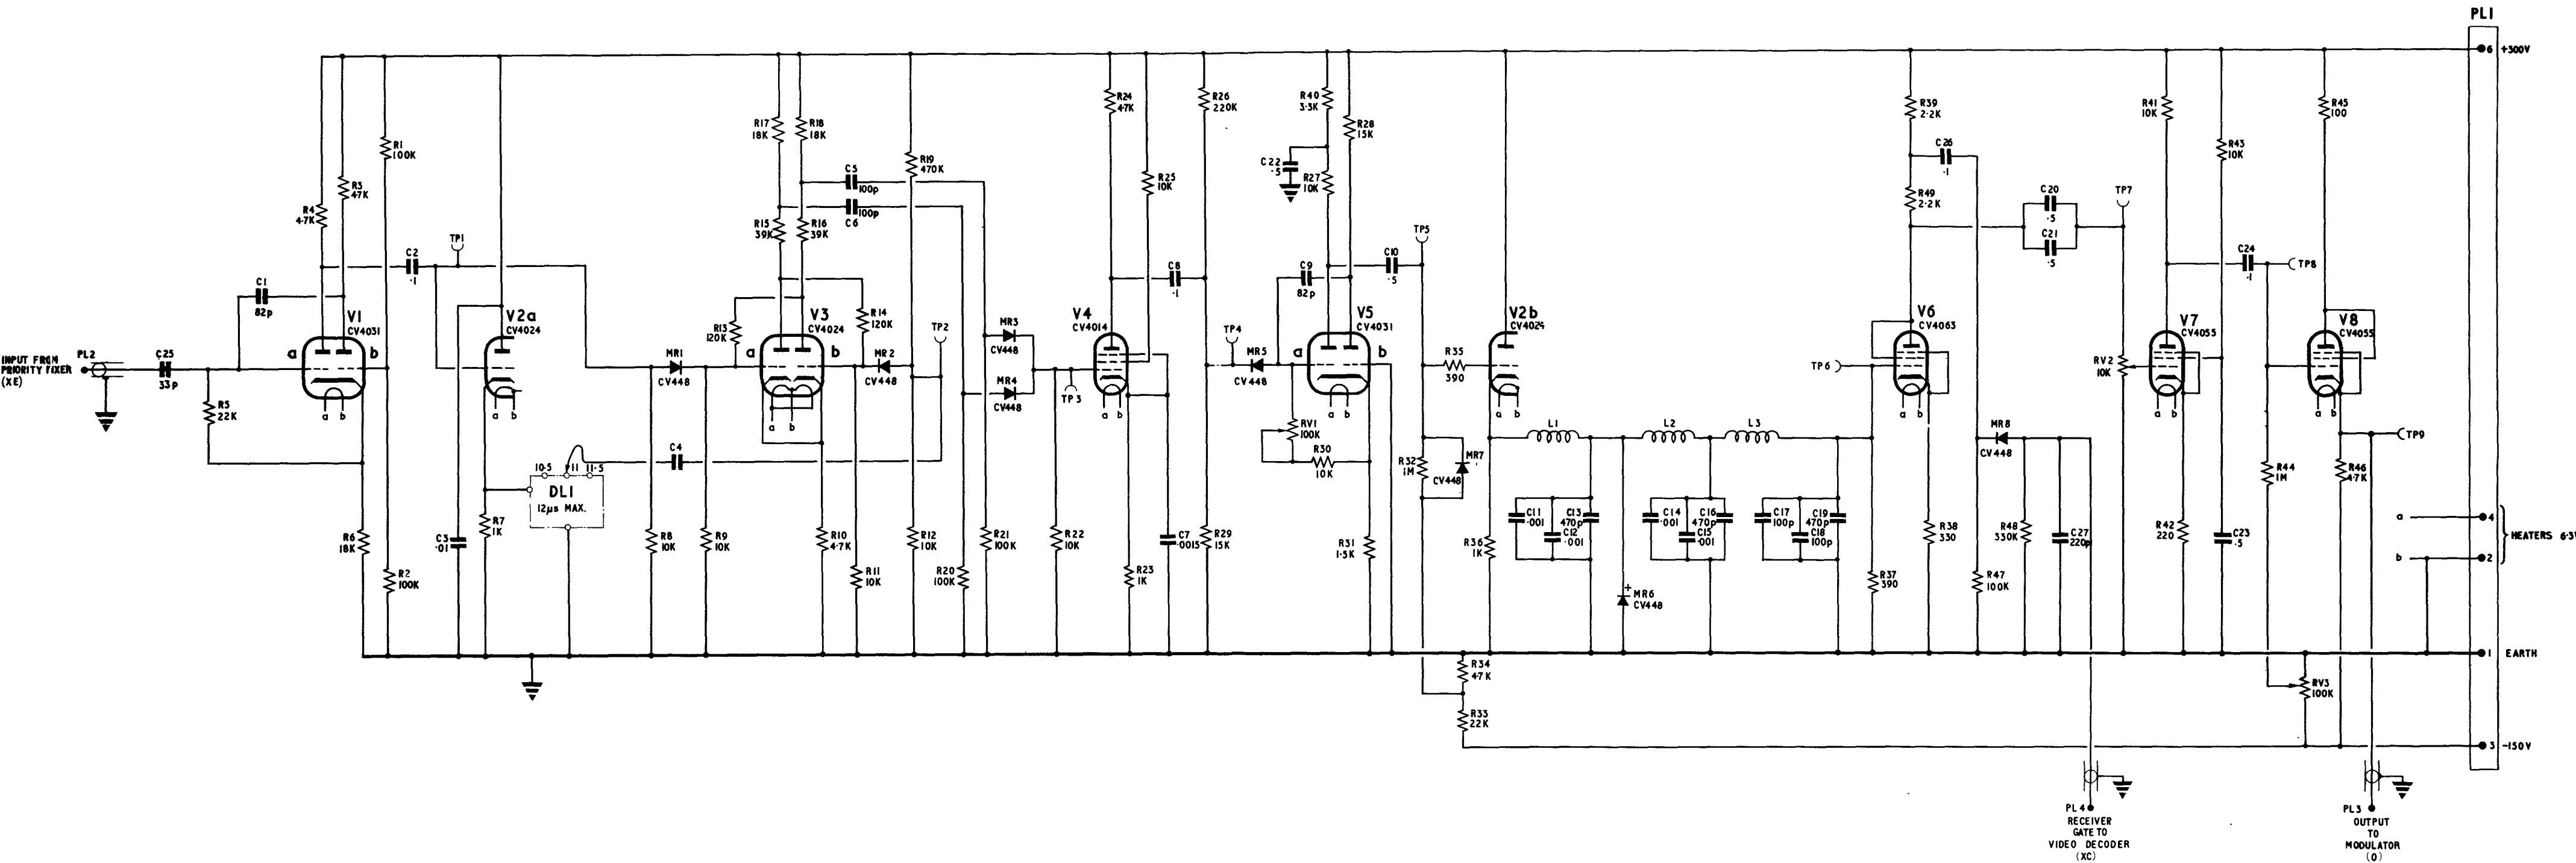 PL1
6 +300V
R24
4·7K
R26
220K
R40
3·3K
R39
2·2K
R41
10K
R45
100
R17
18K
R18
18K
R28
15K
R1
100K
C26
·1
R43
10K
R19
470K
C22
·5
R27
10K
R3
47K
C5
100p
R25
10K
R49
2·2K
C20
·5
TP7
R4
4·7K
100p
C6
R15
39K
R16
39K
TP1
TP5
C21
·5
C2
·1
C24
·1
TP8
C8
·1
C9
82p
C10
·5
C1
82p
V1
CV4031
a
b
V2a
CV4024
R13
120K
V3
CV4024
a
b
R14
120K
TP2
MR3
CV448
V4
CV4014
TP4
V5
CV4031
a
b
V2b
CV4024
V6
CV4063
V7
CV4055
V8
CV4055
INPUT FROM
PRIORITY FIXER
(XE)
PL2
C25
33p
MR1
CV448
MR2
CV448
MR4
CV448
TP3
MR5
CV448
R35
390
TP6
RV2
10K
R5
22K
a b
a b
a b
a b
a b
a b
a b
a b
a b
RV1
100K
R30
10K
L1
L2
L3
MR8
CV448
TP9
C4
R32
1M
MR7
CV448
R44
1M
R46
4·7K
10·5 11 11·5
DL1
12µs MAX.
R6
18K
R2
100K
C3
·01
R7
1K
R8
10K
R9
10K
R10
4·7K
R11
10K
R12
10K
R20
100K
R21
100K
R22
10K
R23
1K
C7
·0015
R29
15K
R31
1·5K
R36
1K
C11
·001
C13
470p
C12
·001
C14
·001
C16
470p
C15
·001
C17
100p
C19
470p
C18
100p
MR6
CV448
+
R37
390
R38
330
R47
100K
R48
330K
C27
220p
R42
220
C23
·5
a 4
b 2
HEATERS 6·3V
1 EARTH
R34
4·7K
R33
22K
RV3
100K
3 -150V
PL4
RECEIVER
GATE TO
VIDEO DECODER
(XC)
PL3
OUTPUT
TO
MODULATOR
(O)